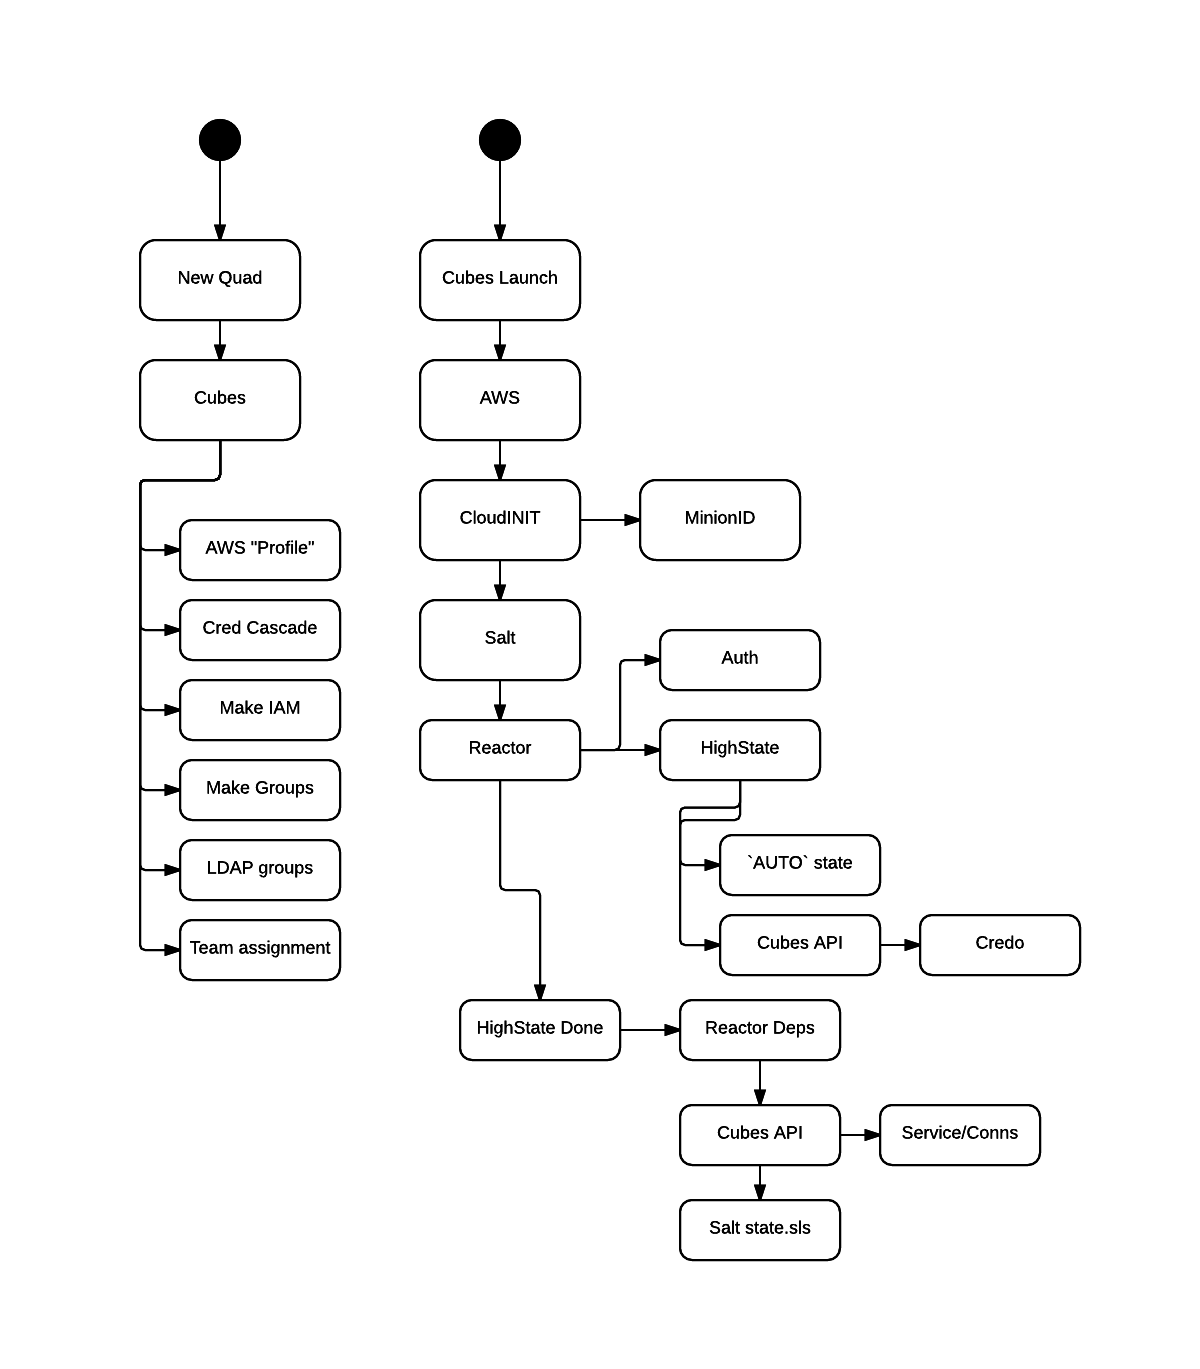 New Quad
Cubes
AWS "Profile"
Cred Cascade
Make IAM
Make Groups
LDAP groups
Team assignment
Cubes Launch
AWS
CloudINIT
MinionID
Salt
Auth
Reactor
HighState
`AUTO` state
Cubes API
Credo
HighState Done
Reactor Deps
Cubes API
Service/Conns
Salt state.sls